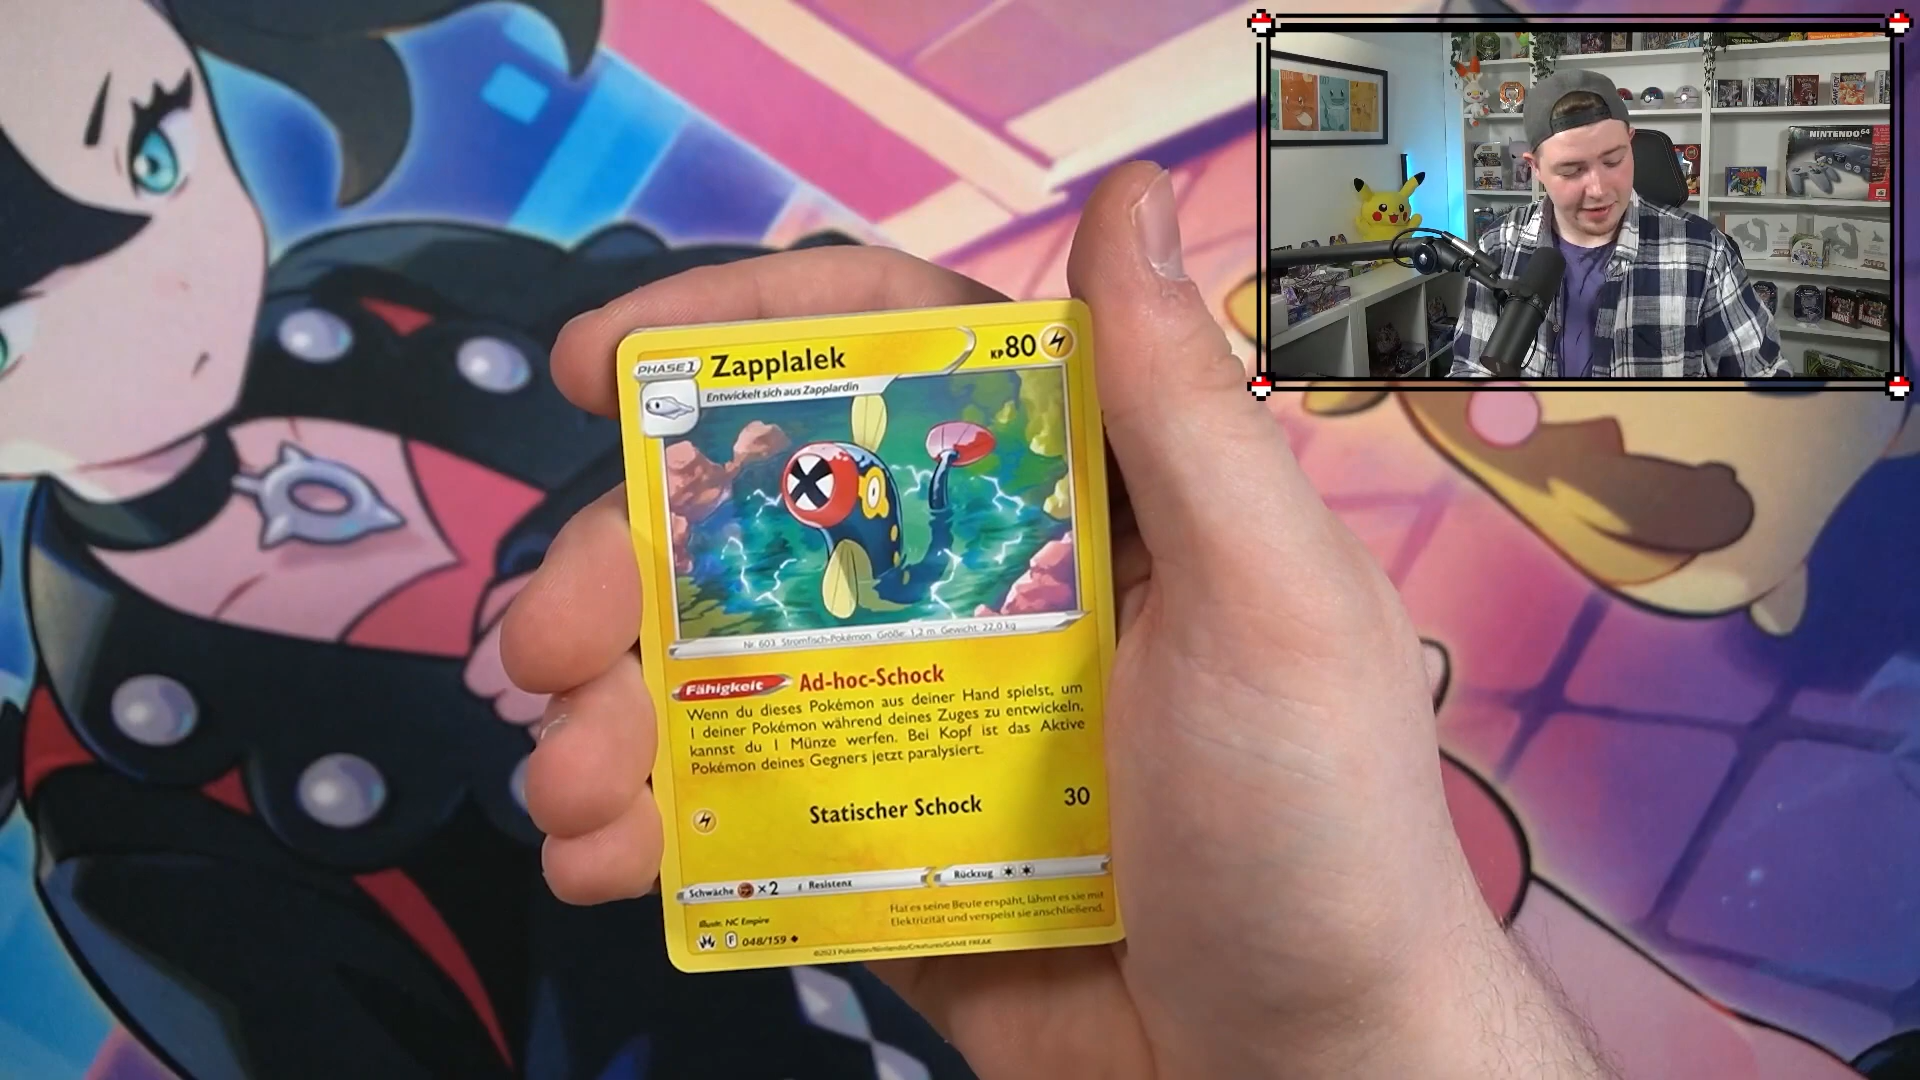 NINTENDO 64
PHASE 1
Zapplalek
KP 80
Entwickelt sich aus Zapplardin
Nr. 603 Stromfisch-Pokémon Größe: 1,2 m Gewicht: 22,0 kg
Fähigkeit Ad-hoc-Schock
Wenn du dieses Pokémon aus deiner Hand spielst, um
1 deiner Pokémon während deines Zuges zu entwickeln,
kannst du 1 Münze werfen. Bei Kopf ist das Aktive
Pokémon deines Gegners jetzt paralysiert.
Statischer Schock 30
Schwäche ×2 Resistenz Rückzug
Illustr. NC Empire
Hat es seine Beute erspäht, lähmt es sie mit
Elektrizität und verspeist sie anschließend.
F 048/159
©2023 Pokémon/Nintendo/Creatures/GAME FREAK